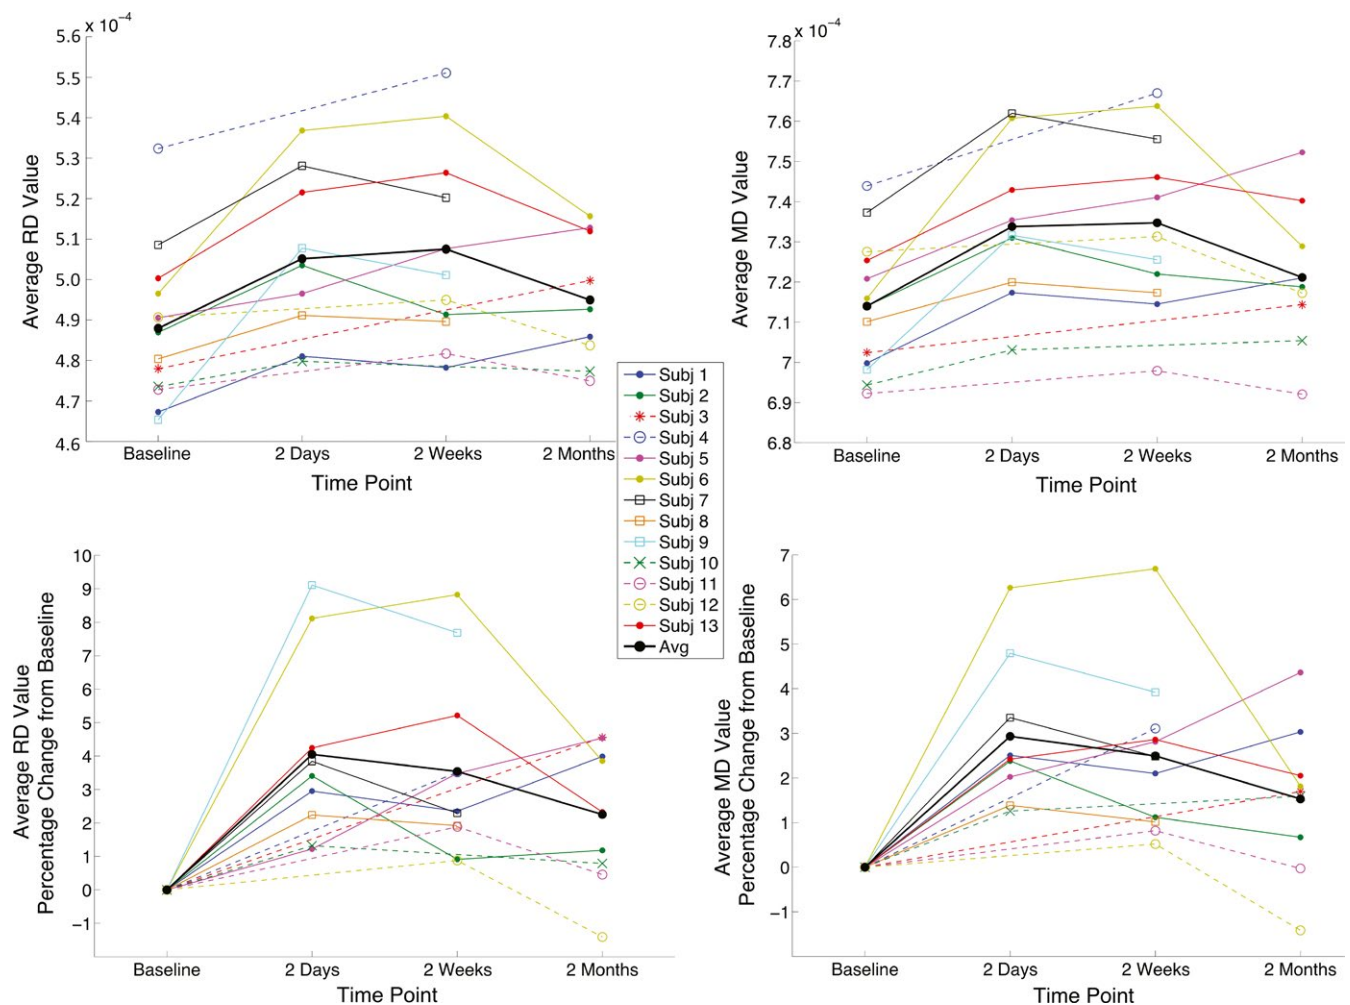 x 10⁻⁴
5.6
5.5
5.4
5.3
5.2
5.1
5.0
4.9
4.8
4.7
4.6
Average RD Value
Baseline 2 Days 2 Weeks 2 Months
Time Point
x 10⁻⁴
7.8
7.7
7.6
7.5
7.4
7.3
7.2
7.1
7
6.9
6.8
Average MD Value
Baseline 2 Days 2 Weeks 2 Months
Time Point
Subj 1
Subj 2
Subj 3
Subj 4
Subj 5
Subj 6
Subj 7
Subj 8
Subj 9
Subj 10
Subj 11
Subj 12
Subj 13
Avg
10
9
8
7
6
5
4
3
2
1
0
−1
Average RD Value
Percentage Change from Baseline
Baseline 2 Days 2 Weeks 2 Months
Time Point
7
6
5
4
3
2
1
0
−1
Average MD Value
Percentage Change from Baseline
Baseline 2 Days 2 Weeks 2 Months
Time Point